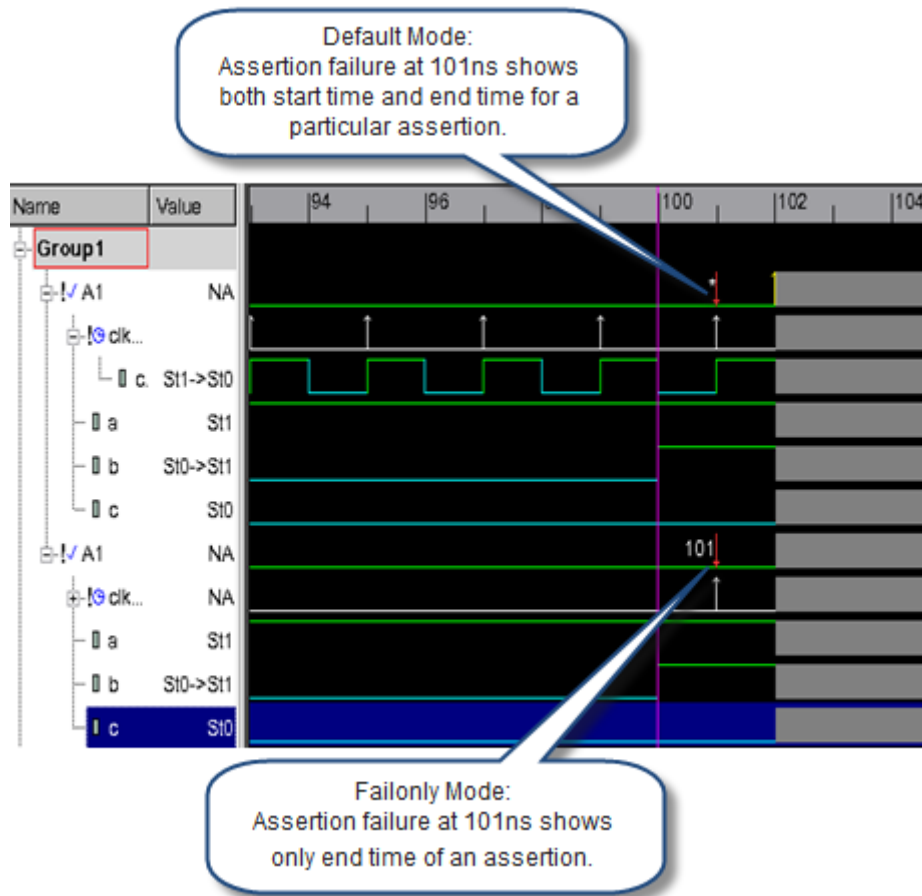 Default Mode:
Assertion failure at 101ns shows
both start time and end time for a
particular assertion.
Name Value 94 96 100 102 104
Group1
A1 NA
clk...
c. St1->St0
a St1
b St0->St1
c St0
A1 NA 101
clk... NA
a St1
b St0->St1
c St0
Failonly Mode:
Assertion failure at 101ns shows
only end time of an assertion.